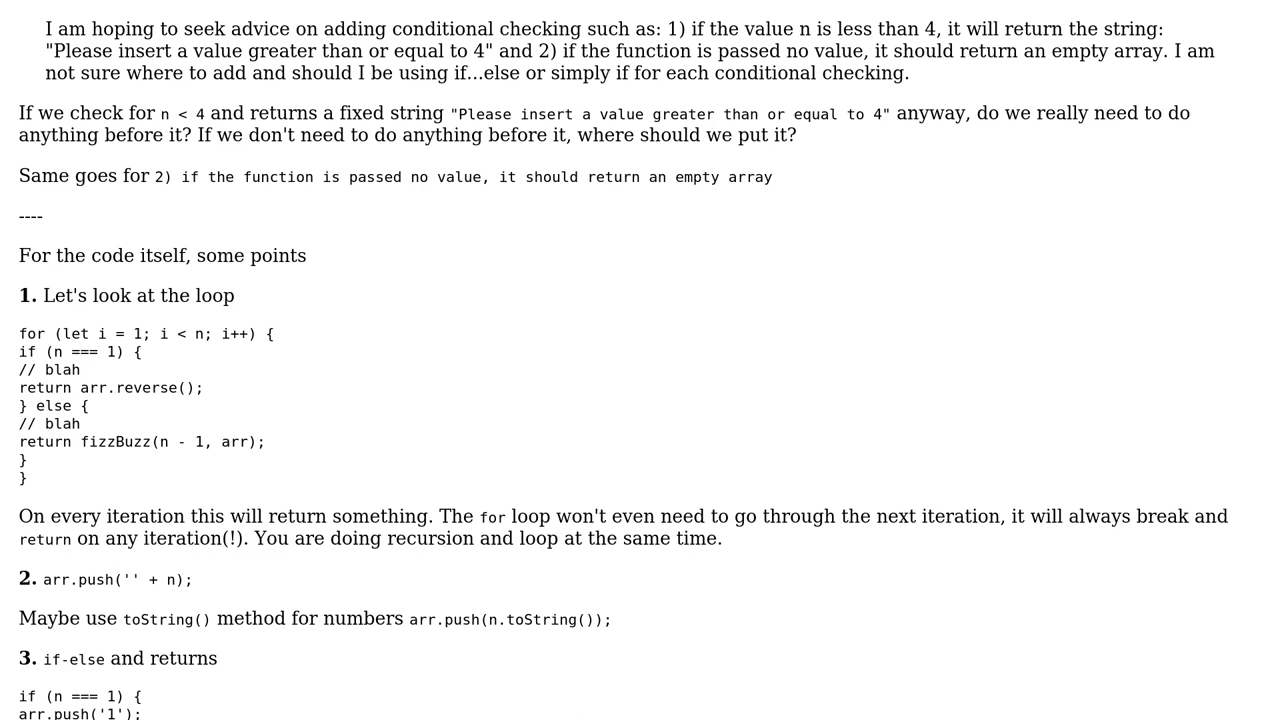 I am hoping to seek advice on adding conditional checking such as: 1) if the value n is less than 4, it will return the string:
"Please insert a value greater than or equal to 4" and 2) if the function is passed no value, it should return an empty array. I am
not sure where to add and should I be using if...else or simply if for each conditional checking.
If we check for n < 4 and returns a fixed string "Please insert a value greater than or equal to 4" anyway, do we really need to do
anything before it? If we don't need to do anything before it, where should we put it?
Same goes for 2) if the function is passed no value, it should return an empty array
----
For the code itself, some points
1. Let's look at the loop
for (let i = 1; i < n; i++) {
if (n === 1) {
// blah
return arr.reverse();
} else {
// blah
return fizzBuzz(n - 1, arr);
}
}
On every iteration this will return something. The for loop won't even need to go through the next iteration, it will always break and
return on any iteration(!). You are doing recursion and loop at the same time.
2. arr.push('' + n);
Maybe use toString() method for numbers arr.push(n.toString());
3. if-else and returns
if (n === 1) {
arr.push('1');